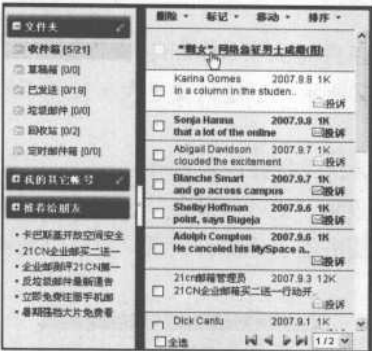 文件夹
收件箱 [5/21]
草稿箱 [0/0]
已发送 [0/18]
垃圾邮件 [0/0]
回收站 [0/2]
定时邮件箱 [0/0]
我的其它帐号
推荐给朋友
• 卡巴斯基开放空间安全
• 21CN企业邮买二送一
• 企业邮测评21CN第一
• 反垃圾邮件最新通告
• 立即免费注册手机邮
• 暑期强档大片免费看
删除 标记 移动 排序
网络急征男士成婚(图)
Karina Gomes 2007.9.8 1K
in a column in the studen..
投诉
Sonja Hanna 2007.9.8 1K
that a lot of the online
投诉
Abigail Davidson 2007.9.7 1K
clouded the excitement
投诉
Blanche Smart 2007.9.7 1K
and go across campus
投诉
Shelby Hoffman 2007.9.6 1K
point, says Bugeja
投诉
Adolph Compton 2007.9.6 1K
He canceled his MySpace a..
投诉
21cn邮箱管理员 2007.9.3 12K
21CN企业邮箱买二送一行动开
投诉
Dick Cantu 2007.9.1 1K
全选 1/2